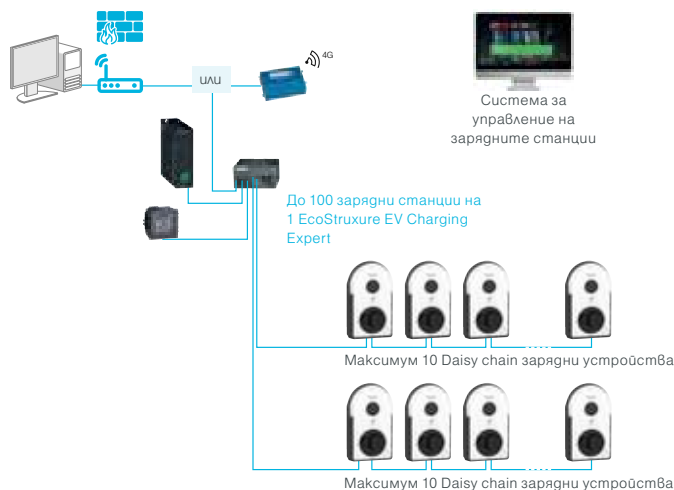 4G
или
Система за
управление на
зарядните станции
До 100 зарядни станции на
1 EcoStruxure EV Charging
Expert
Максимум 10 Daisy chain зарядни устройства
Максимум 10 Daisy chain зарядни устройства